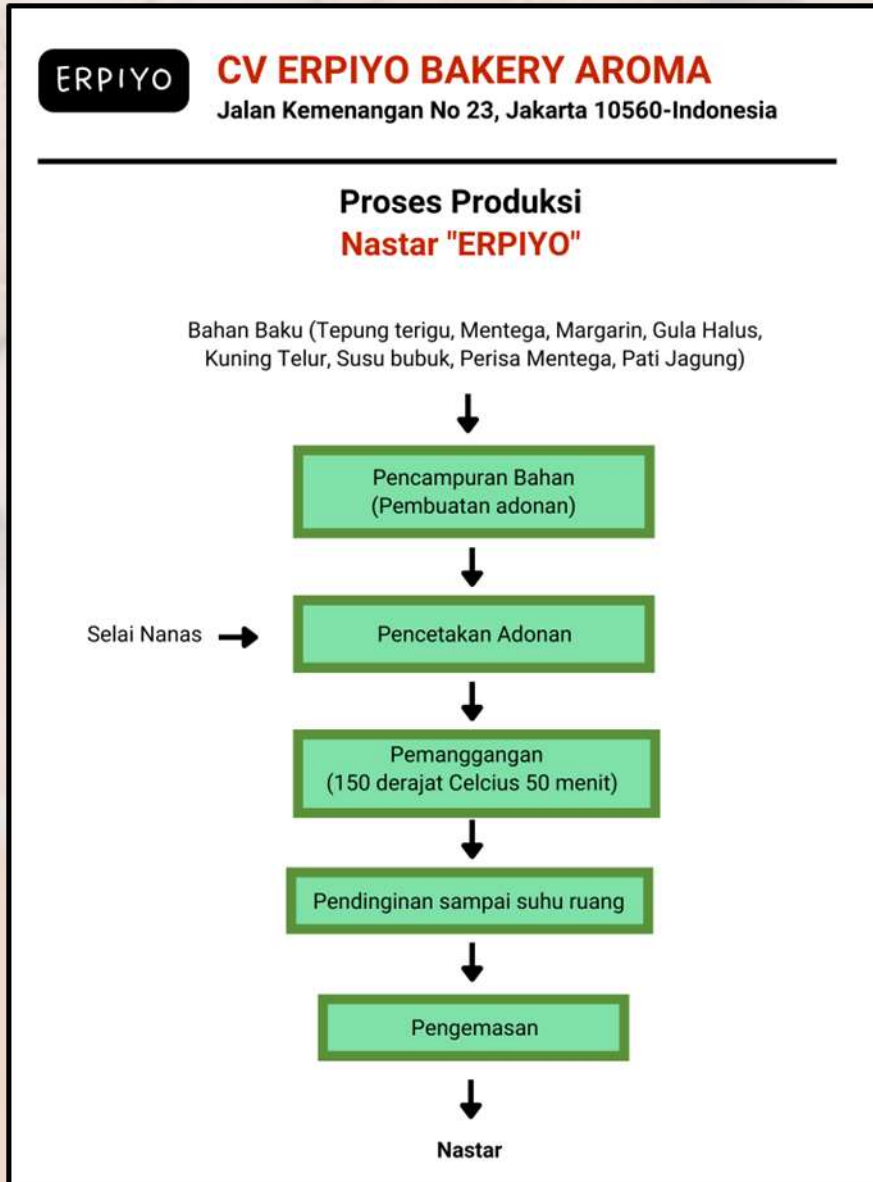 ERPIYO
CV ERPIYO BAKERY AROMA
Jalan Kemenangan No 23, Jakarta 10560-Indonesia
Proses Produksi
Nastar "ERPIYO"
Bahan Baku (Tepung terigu, Mentega, Margarin, Gula Halus,
Kuning Telur, Susu bubuk, Perisa Mentega, Pati Jagung)
Pencampuran Bahan
(Pembuatan adonan)
Selai Nanas
Pencetakan Adonan
Pemanggangan
(150 derajat Celcius 50 menit)
Pendinginan sampai suhu ruang
Pengemasan
Nastar